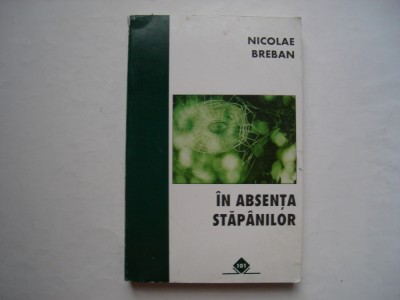 NICOLAE
BREBAN
ÎN ABSENȚA
STĂPÂNILOR
101